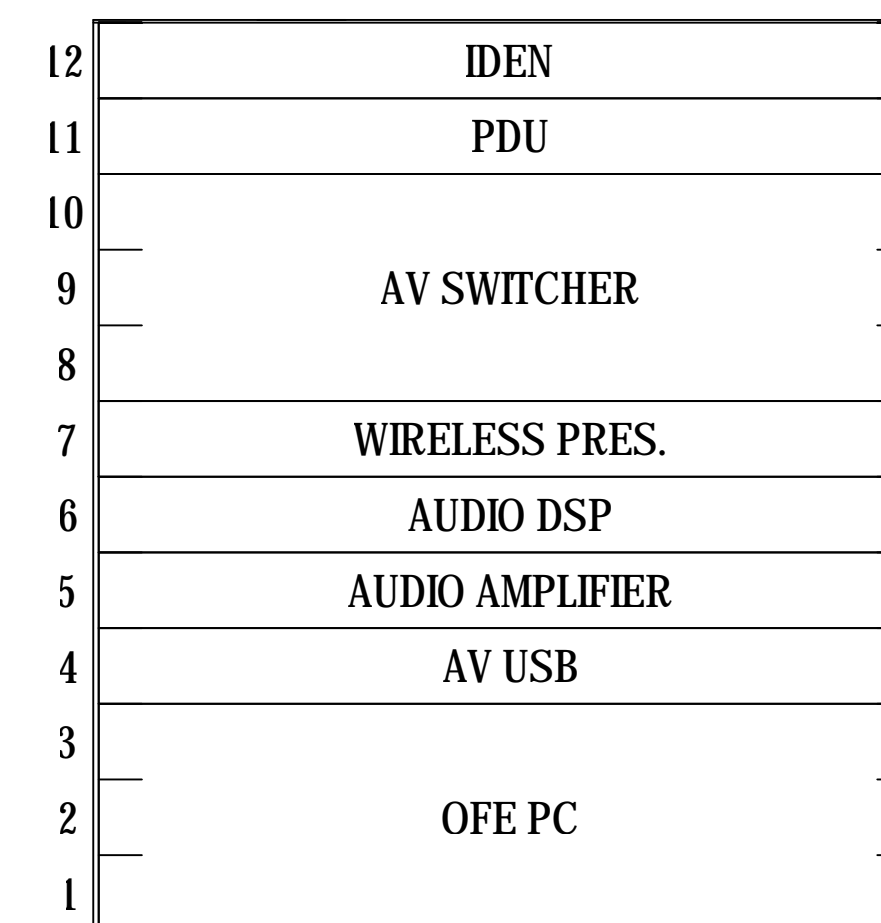 12 IDEN
11 PDU
10
9 AV SWITCHER
8
7 WIRELESS PRES.
6 AUDIO DSP
5 AUDIO AMPLIFIER
4 AV USB
3
2 OFE PC
1